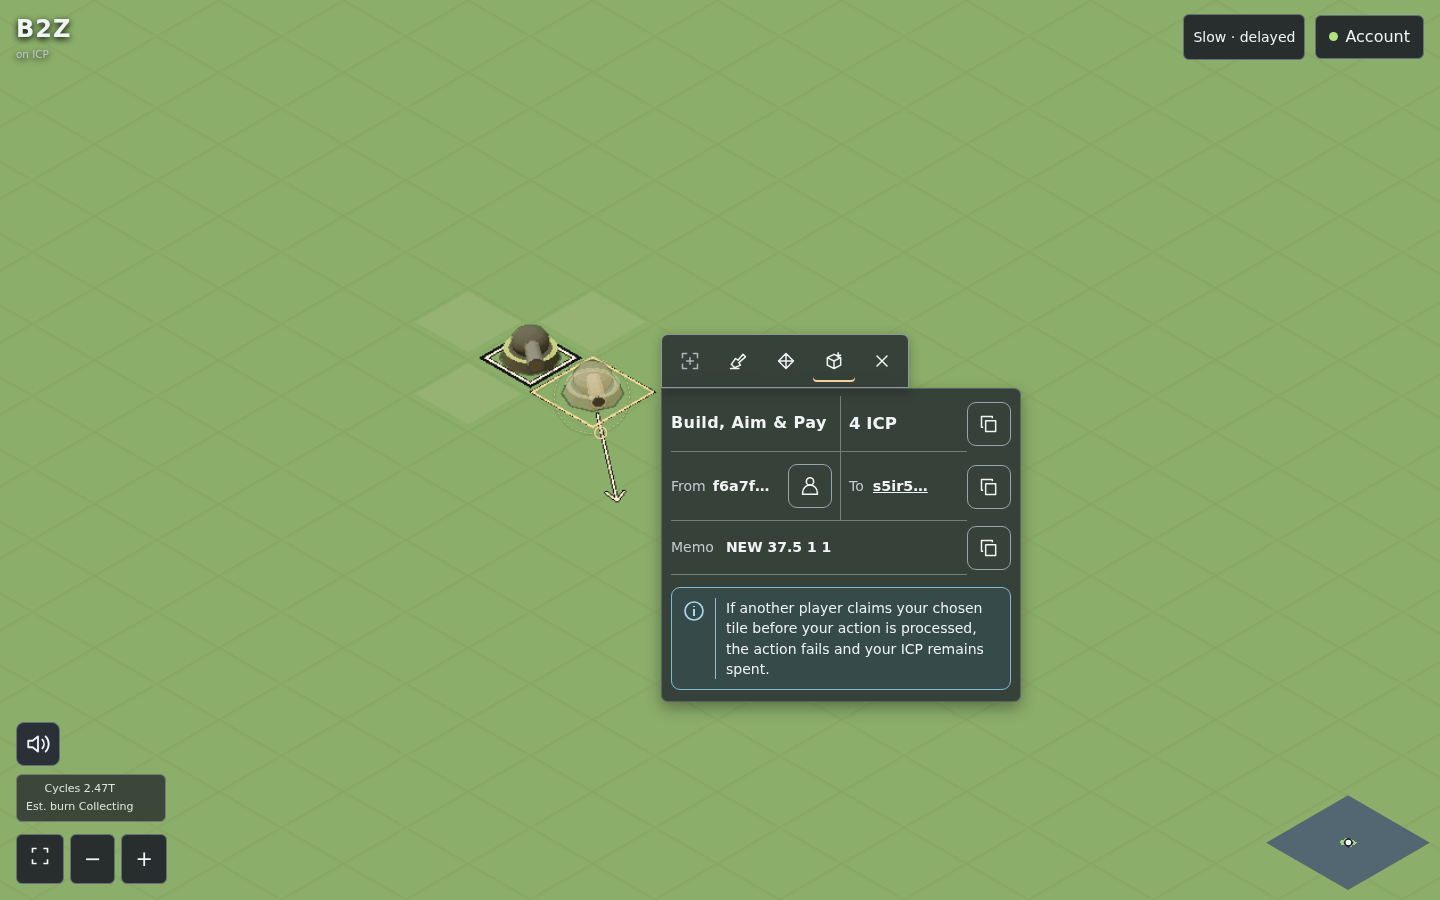 B2Z
on ICP
Slow · delayed
Account
Build, Aim & Pay
4 ICP
From f6a7f…
To s5ir5…
Memo NEW 37.5 1 1
If another player claims your chosen
tile before your action is processed,
the action fails and your ICP remains
spent.
Cycles 2.47T
Est. burn Collecting